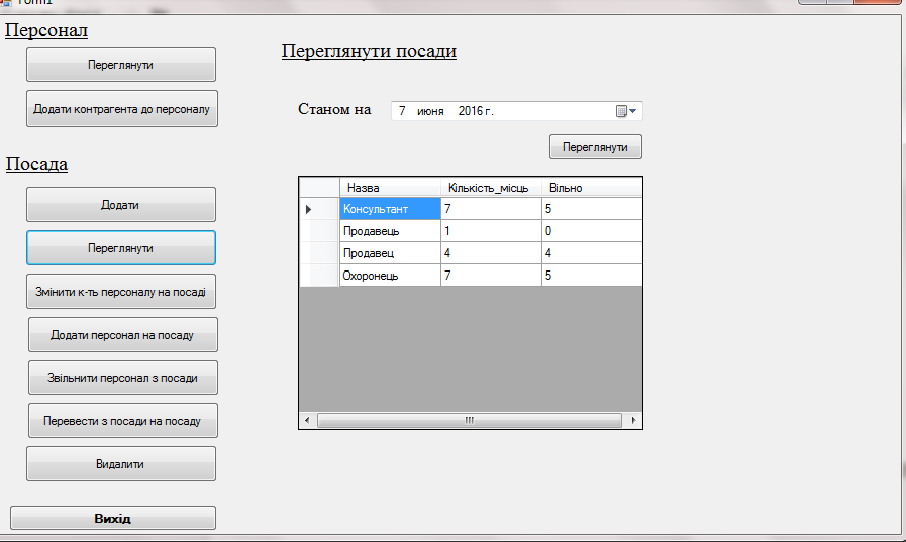 Form1
Персонал
Переглянути
Додати контрагента до персоналу
Посада
Додати
Переглянути
Змінити к-ть персоналу на посаді
Додати персонал на посаду
Звільнити персонал з посади
Перевести з посади на посаду
Видалити
Вихід
Переглянути посади
Станом на 7 июня 2016 г.
Переглянути
Назва Кількість_місць Вільно
Консультант 7 5
Продавець 1 0
Продавец 4 4
Охоронець 7 5